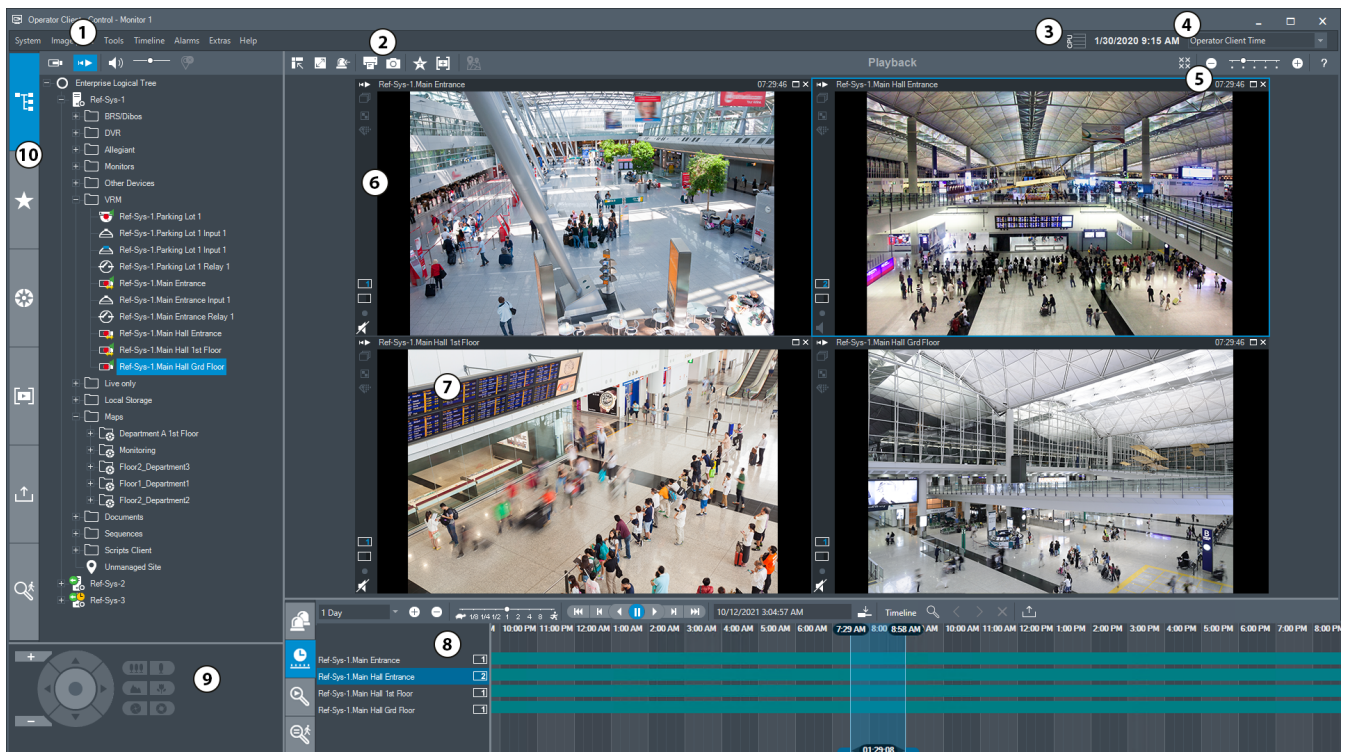 Operator Client - Control - Monitor 1
1
System Image Tools Timeline Alarms Extras Help
2
3
1/30/2020 9:15 AM
4
Operator Client Time
Playback
?
5
Enterprise Logical Tree
Ref-Sys-1
BRS/Dibos
DVR
10
Allegiant
Monitors
Other Devices
VRM
Ref-Sys-1.Parking Lot 1
Ref-Sys-1.Parking Lot 1 Input 1
Ref-Sys-1.Parking Lot 1 Input 1
Ref-Sys-1.Parking Lot 1 Relay 1
Ref-Sys-1.Main Entrance
Ref-Sys-1.Main Entrance Input 1
Ref-Sys-1.Main Entrance Relay 1
Ref-Sys-1.Main Hall Entrance
Ref-Sys-1.Main Hall 1st Floor
Ref-Sys-1.Main Hall Grd Floor
Live only
Local Storage
Maps
Department A 1st Floor
Monitoring
Floor2_Department3
Floor1_Department1
Floor2_Department2
Documents
Sequences
Scripts Client
Unmanaged Site
Ref-Sys-2
Ref-Sys-3
Ref-Sys-1.Main Entrance 07:29:46
6
1
Ref-Sys-1.Main Hall Entrance 07:29:46
2
Ref-Sys-1.Main Hall 1st Floor
7
1
Ref-Sys-1.Main Hall Grd Floor 07:29:46
B
1
1 Day
1/8 1/4 1/2 1 2 4 8
10/12/2021 3:04:57 AM
Timeline
8
10:00 PM 11:00 PM 12:00 AM 1:00 AM 2:00 AM 3:00 AM 4:00 AM 5:00 AM 6:00 AM 7:29 AM 8:00 8:58 AM AM 10:00 AM 11:00 AM 12:00 PM 1:00 PM 2:00 PM 3:00 PM 4:00 PM 5:00 PM 6:00 PM 7:00 PM 8:00 PM
Ref-Sys-1.Main Entrance 1
Ref-Sys-1.Main Hall Entrance 2
Ref-Sys-1.Main Hall 1st Floor 1
Ref-Sys-1.Main Hall Grd Floor 1
01:29:08
9